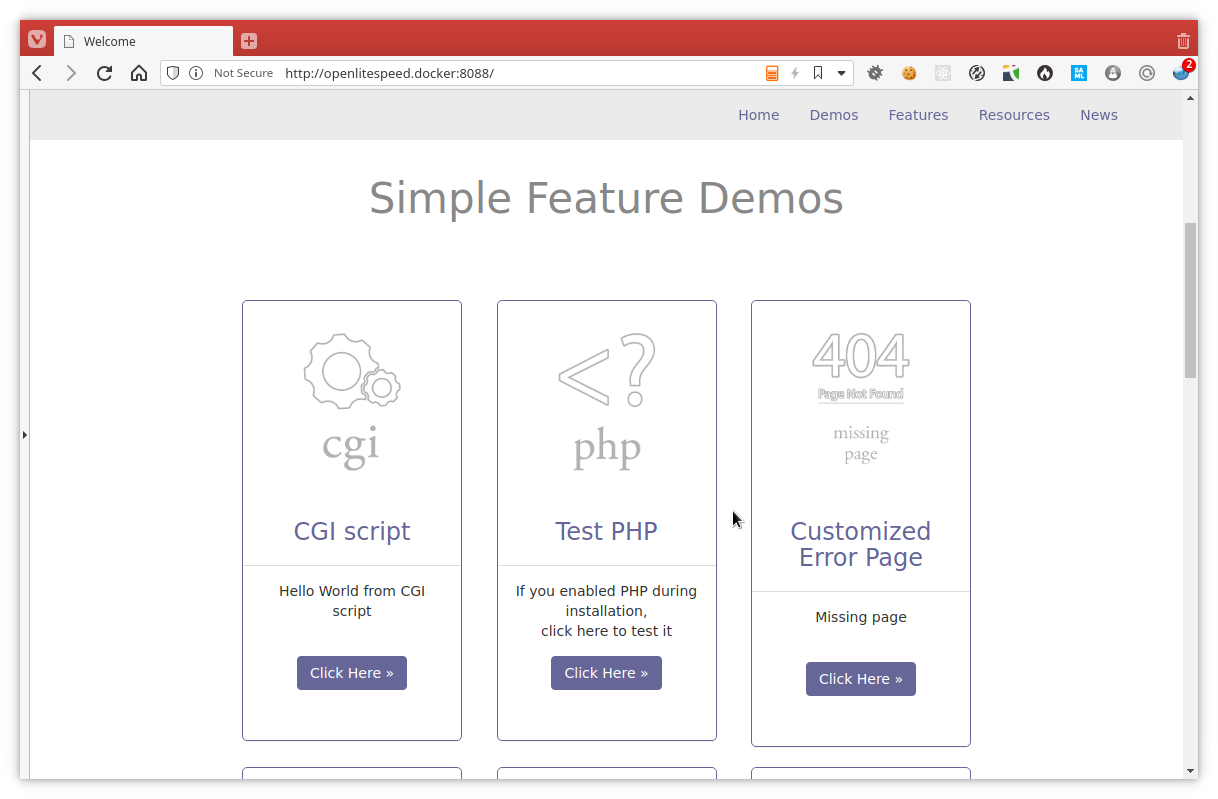 Welcome
Not Secure http://openlitespeed.docker:8088/
SA
ML
2
Home Demos Features Resources News
Simple Feature Demos
cgi
CGI script
Hello World from CGI
script
Click Here »
<?
php
Test PHP
If you enabled PHP during
installation,
click here to test it
Click Here »
404
Page Not Found
missing
page
Customized
Error Page
Missing page
Click Here »